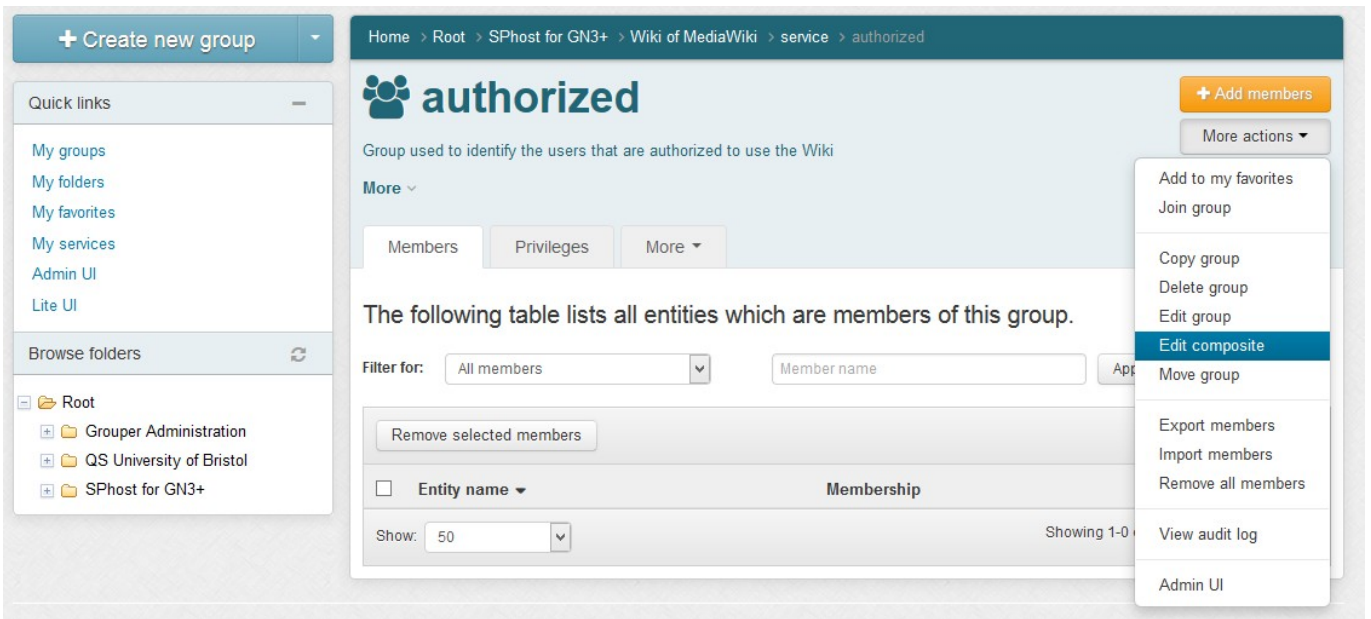 + Create new group
Quick links
My groups
My folders
My favorites
My services
Admin UI
Lite UI
Browse folders
Root
Grouper Administration
QS University of Bristol
SPhost for GN3+
Home > Root > SPhost for GN3+ > Wiki of MediaWiki > service > authorized
authorized
+ Add members
More actions
Group used to identify the users that are authorized to use the Wiki
More
Members Privileges More
The following table lists all entities which are members of this group.
Filter for: All members Member name App
Remove selected members
Entity name Membership
Show: 50 Showing 1-0
Add to my favorites
Join group
Copy group
Delete group
Edit group
Edit composite
Move group
Export members
Import members
Remove all members
View audit log
Admin UI